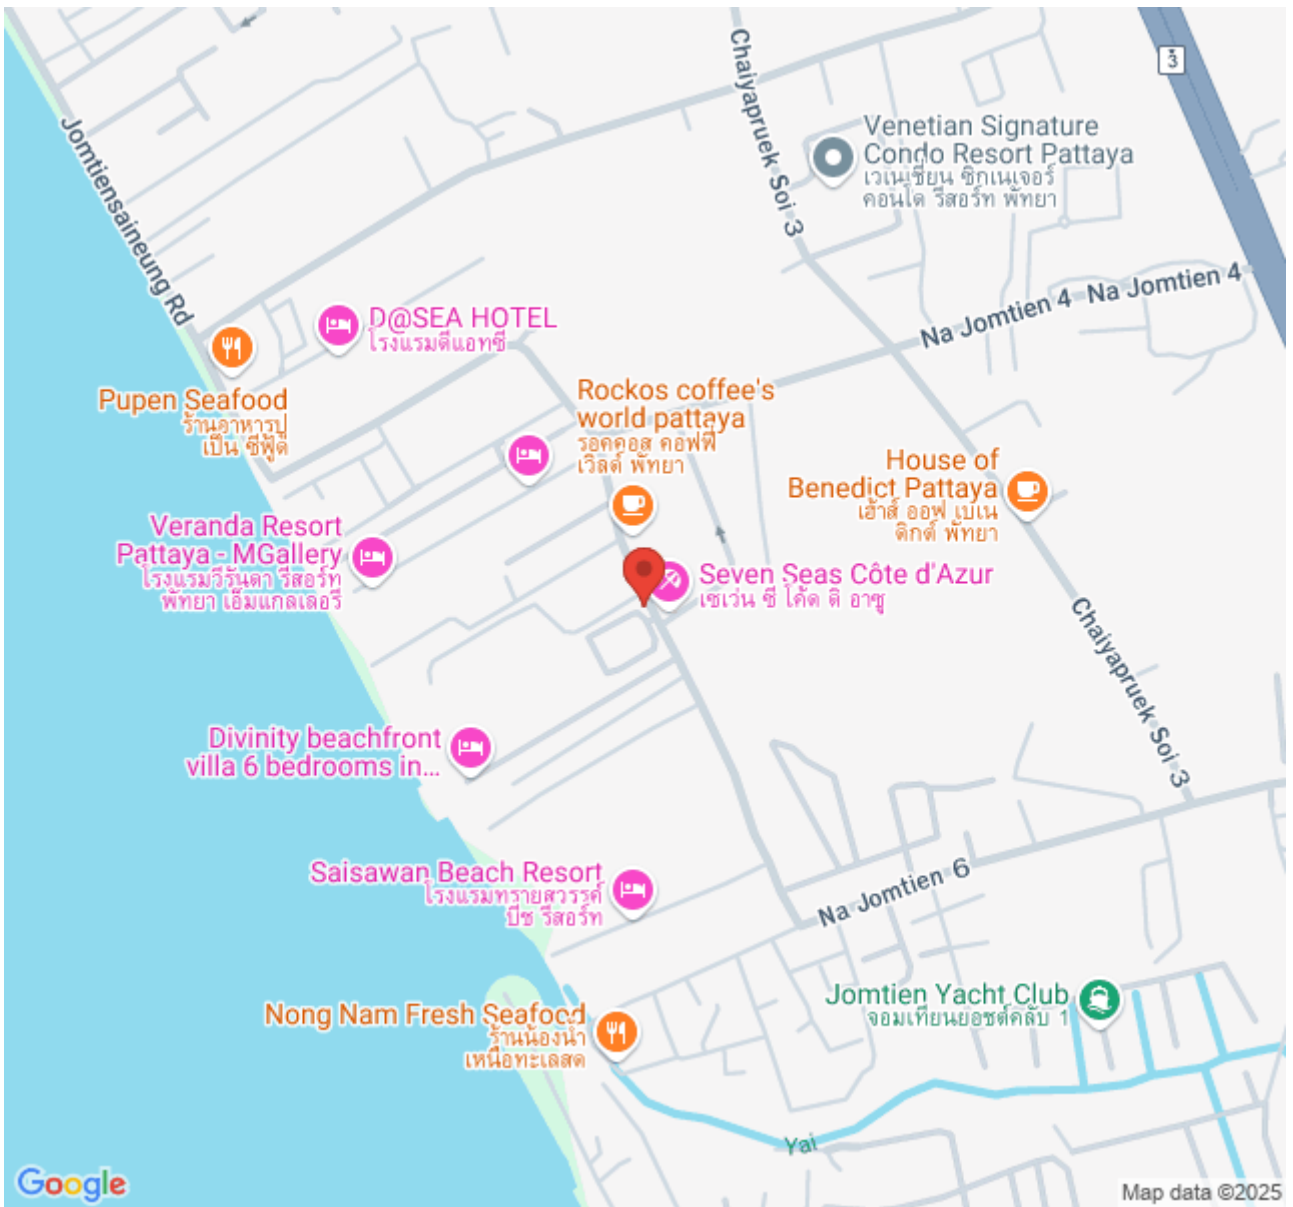 Chaiyapruek Soi 3
3
Jomtiensaineung Rd
Venetian Signature
Condo Resort Pattaya
เวเนเชี่ยน ซิกเนเจอร์
คอนโด รีสอร์ท พัทยา
Na Jomtien 4
Na Jomtien 4
D@SEA HOTEL
โรงแรมดีแอทซี
Pupen Seafood
ร้านอาหารปู
เป็น ซีฟู้ด
Rockos coffee's
world pattaya
รอคคอส คอฟฟี่
เวิลด์ พัทยา
House of
Benedict Pattaya
เฮ้าส์ ออฟ เบเน
ดิกต์ พัทยา
Veranda Resort
Pattaya - MGallery
โรงแรมวีรันดา รีสอร์ท
พัทยา เอ็มแกลเลอรี
Seven Seas Côte d'Azur
เซเว่น ซี โค้ด ดิ อาซู
Chaiyapruek Soi 3
Divinity beachfront
villa 6 bedrooms in...
Saisawan Beach Resort
โรงแรมทรายสวรรค์
บีช รีสอร์ท
Na Jomtien 6
Jomtien Yacht Club
จอมเทียนยอชต์คลับ 1
Nong Nam Fresh Seafood
ร้านน้องน้ำ
เหนือทะเลสด
Yai
Google
Map data ©2025